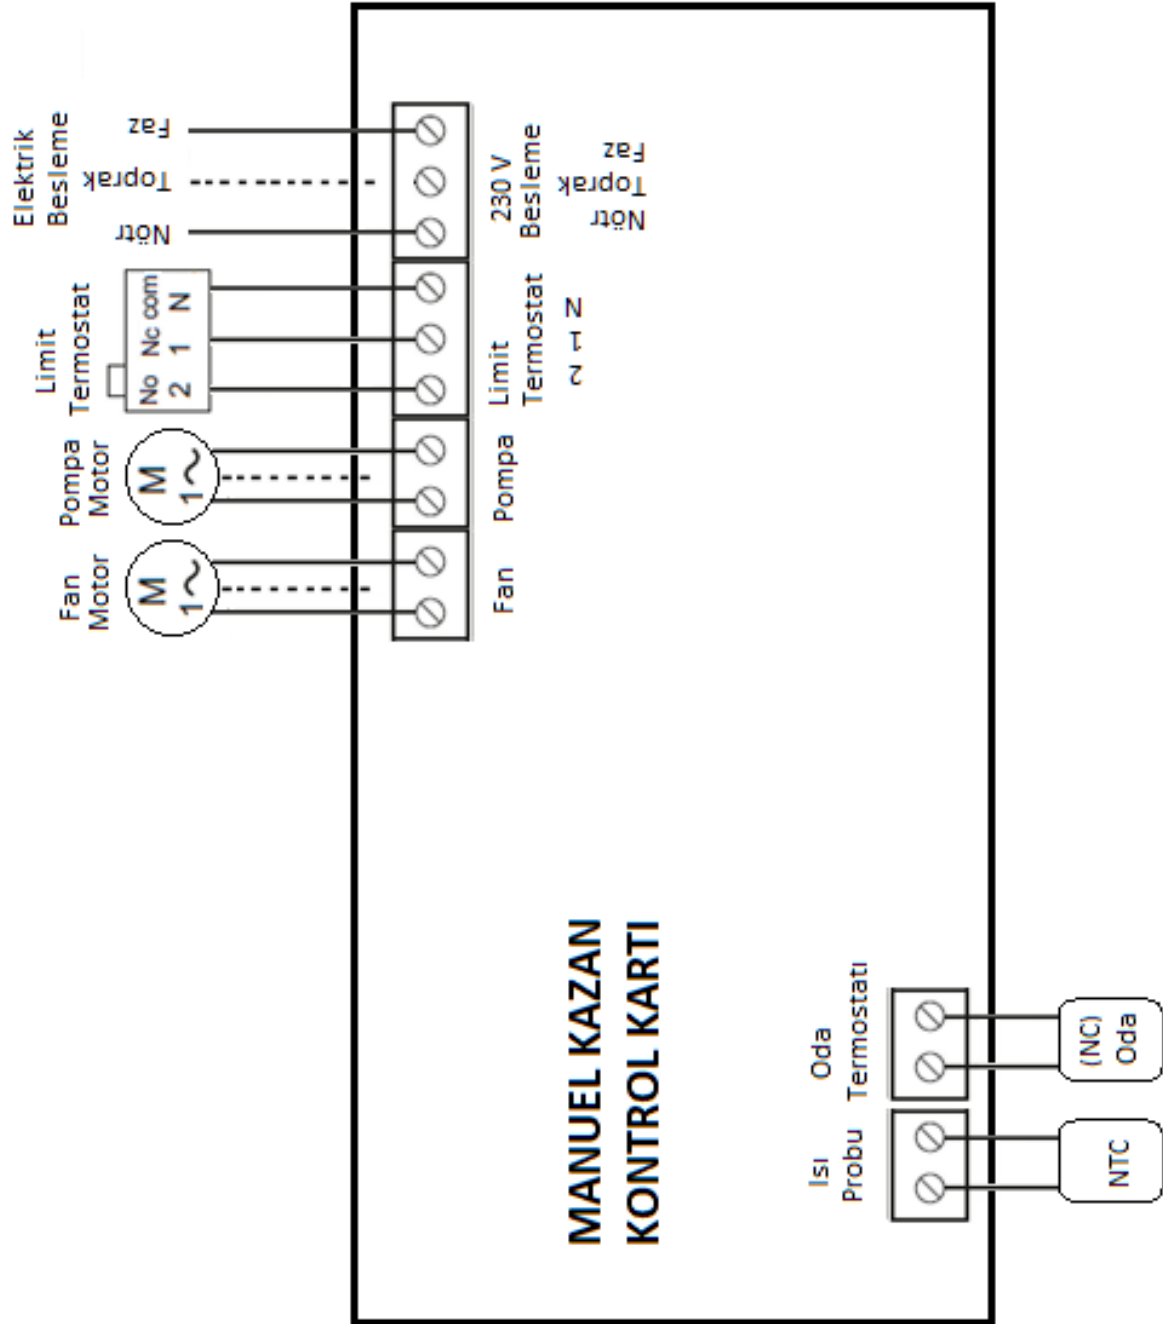 Elektrik
Besleme
Faz
Toprak
Nötr
Limit
Termostat
No Nc com
2 1 N
Pompa
Motor
M
1~
Fan
Motor
M
1~
230 V
Besleme
Faz
Toprak
Nötr
Limit
Termostat
N
1
2
Pompa
Fan
MANUEL KAZAN
KONTROL KARTI
Oda
Termostatı
(NC)
Oda
Isı
Probu
NTC